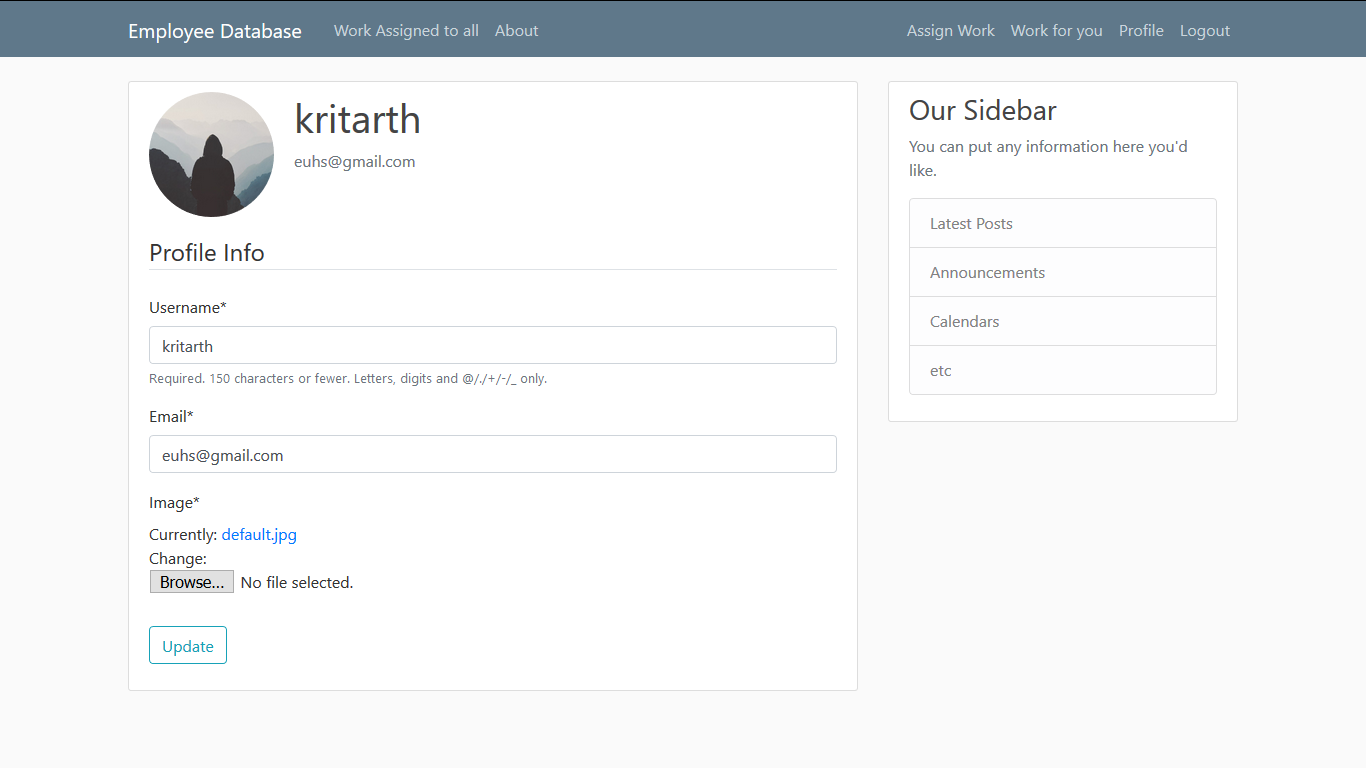 Employee Database Work Assigned to all About Assign Work Work for you Profile Logout
kritarth
euhs@gmail.com
Profile Info
Username*
kritarth
Required. 150 characters or fewer. Letters, digits and @/./+/-/_ only.
Email*
euhs@gmail.com
Image*
Currently: default.jpg
Change:
Browse... No file selected.
Update
Our Sidebar
You can put any information here you'd
like.
Latest Posts
Announcements
Calendars
etc